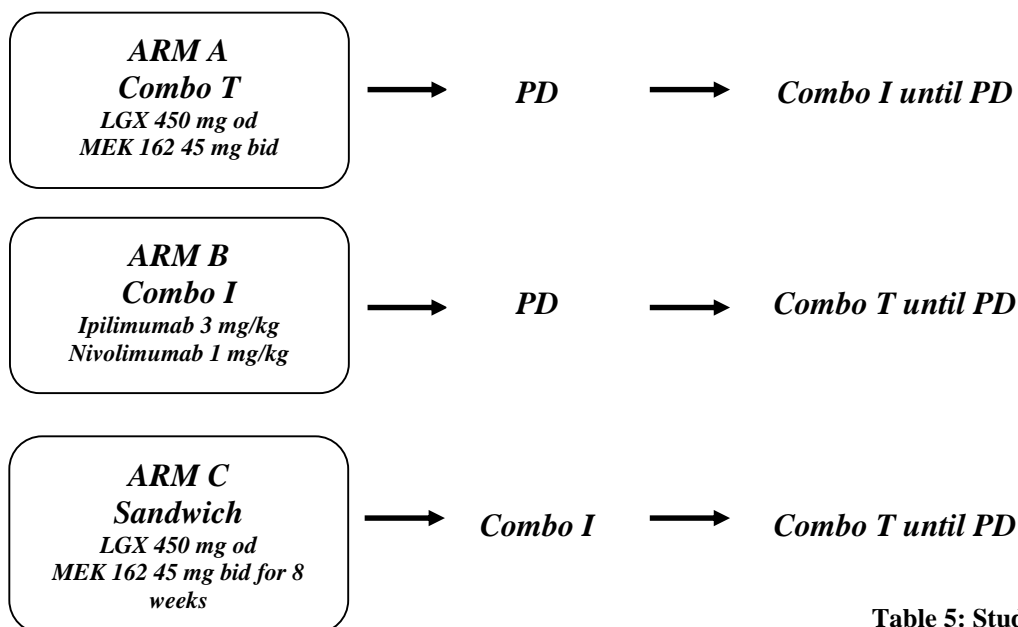 ARM A
Combo T
LGX 450 mg od
MEK 162 45 mg bid
PD
Combo I until PD
ARM B
Combo I
Ipilimumab 3 mg/kg
Nivolimumab 1 mg/kg
PD
Combo T until PD
ARM C
Sandwich
LGX 450 mg od
MEK 162 45 mg bid for 8
weeks
Combo I
Combo T until PD
Table 5: Stud